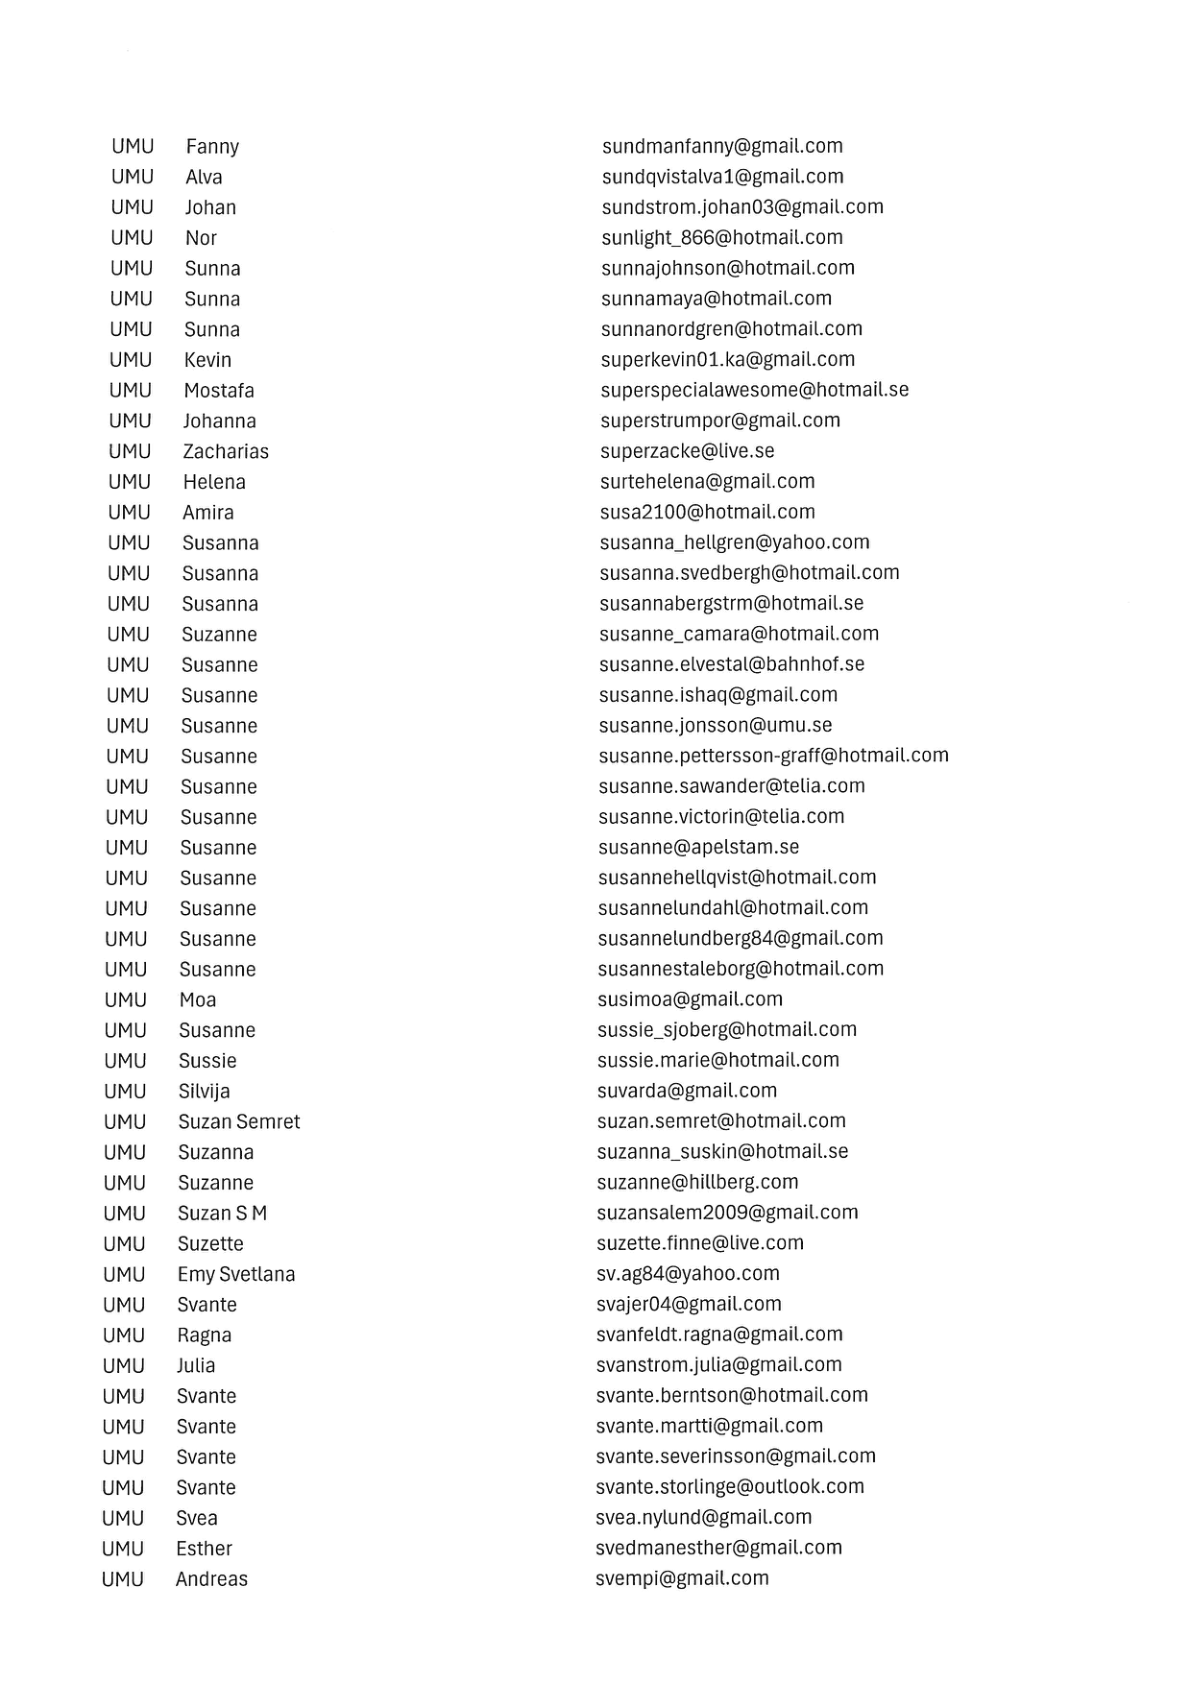 UMU Fanny sundmanfanny@gmail.com
UMU Alva sundqvistalva1@gmail.com
UMU Johan sundstrom.johan03@gmail.com
UMU Nor sunlight_866@hotmail.com
UMU Sunna sunnajohnson@hotmail.com
UMU Sunna sunnamaya@hotmail.com
UMU Sunna sunnanordgren@hotmail.com
UMU Kevin superkevin01.ka@gmail.com
UMU Mostafa superspecialawesome@hotmail.se
UMU Johanna superstrumpor@gmail.com
UMU Zacharias superzacke@live.se
UMU Helena surtehelena@gmail.com
UMU Amira susa2100@hotmail.com
UMU Susanna susanna_hellgren@yahoo.com
UMU Susanna susanna.svedbergh@hotmail.com
UMU Susanna susannabergstrm@hotmail.se
UMU Suzanne susanne_camara@hotmail.com
UMU Susanne susanne.elvestal@bahnhof.se
UMU Susanne susanne.ishaq@gmail.com
UMU Susanne susanne.jonsson@umu.se
UMU Susanne susanne.pettersson-graff@hotmail.com
UMU Susanne susanne.sawander@telia.com
UMU Susanne susanne.victorin@telia.com
UMU Susanne susanne@apelstam.se
UMU Susanne susannehellqvist@hotmail.com
UMU Susanne susannelundahl@hotmail.com
UMU Susanne susannelundberg84@gmail.com
UMU Susanne susannestaleborg@hotmail.com
UMU Moa susimoa@gmail.com
UMU Susanne sussie_sjoberg@hotmail.com
UMU Sussie sussie.marie@hotmail.com
UMU Silvija suvarda@gmail.com
UMU Suzan Semret suzan.semret@hotmail.com
UMU Suzanna suzanna_suskin@hotmail.se
UMU Suzanne suzanne@hillberg.com
UMU Suzan S M suzansalem2009@gmail.com
UMU Suzette suzette.finne@live.com
UMU Emy Svetlana sv.ag84@yahoo.com
UMU Svante svajer04@gmail.com
UMU Ragna svanfeldt.ragna@gmail.com
UMU Julia svanstrom.julia@gmail.com
UMU Svante svante.berntson@hotmail.com
UMU Svante svante.martti@gmail.com
UMU Svante svante.severinsson@gmail.com
UMU Svante svante.storlinge@outlook.com
UMU Svea svea.nylund@gmail.com
UMU Esther svedmanesther@gmail.com
UMU Andreas svempi@gmail.com